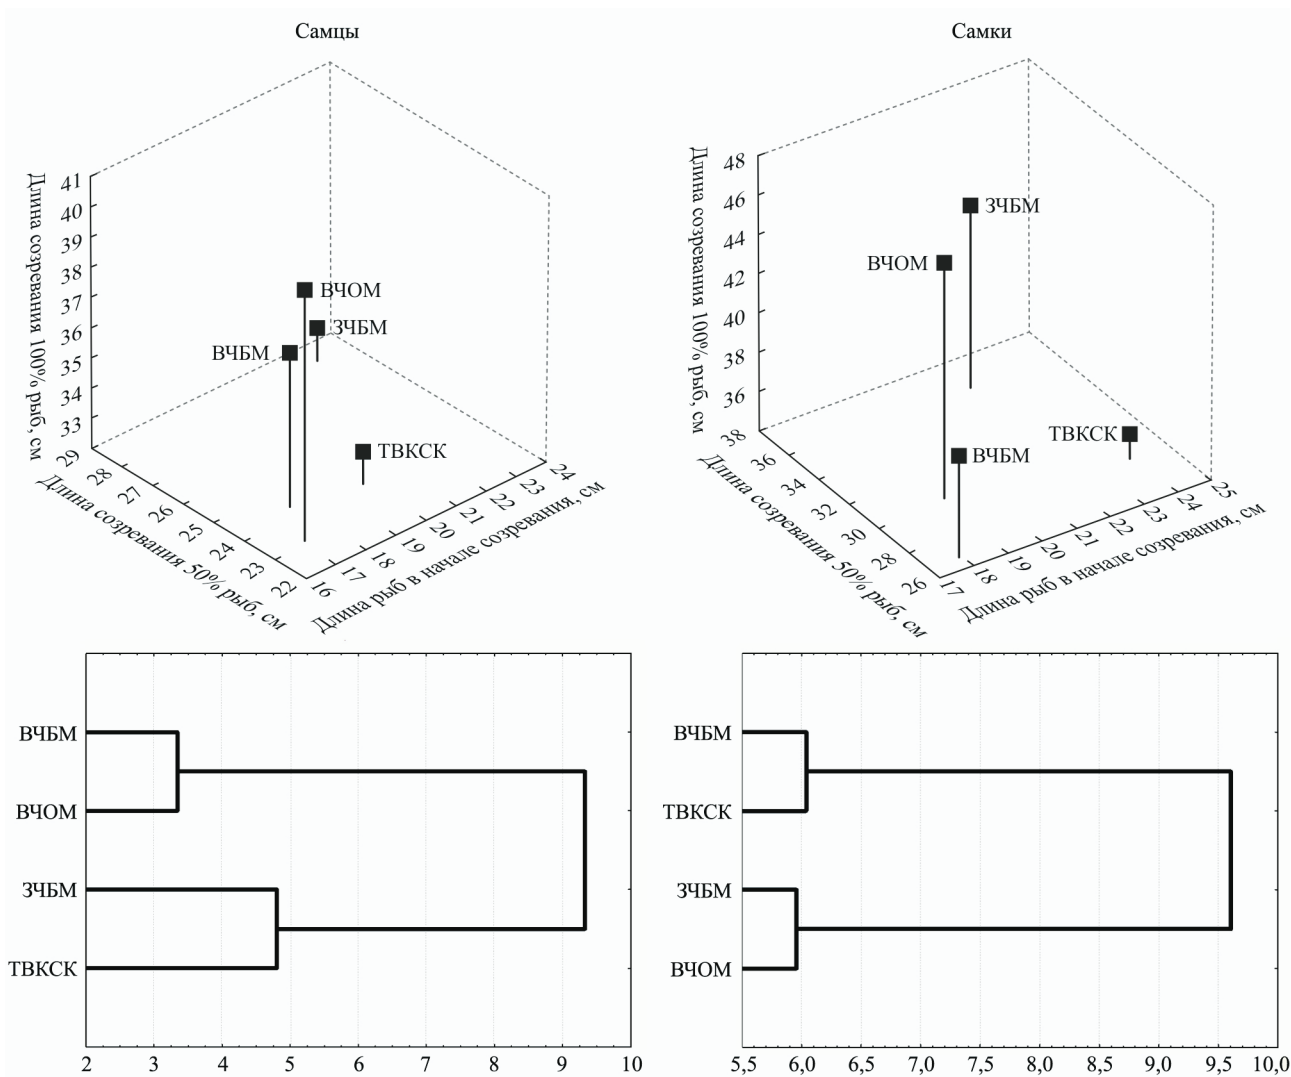 Самцы
Длина созревания 100% рыб, см
41
40
39
38
37
36
35
34
33
ВЧОМ
ЗЧБМ
ВЧБМ
ТВКСК
29
28
27
26
25
24
23
22
Длина созревания 50% рыб, см
16
17
18
19
20
21
22
23
24
Длина рыб в начале созревания, см
Самки
Длина созревания 100% рыб, см
48
46
44
42
40
38
36
ЗЧБМ
ВЧОМ
ТВКСК
ВЧБМ
38
36
34
32
30
28
26
Длина созревания 50% рыб, см
17
18
19
20
21
22
23
24
25
Длина рыб в начале созревания, см
ВЧБМ
ВЧОМ
ЗЧБМ
ТВКСК
2 3 4 5 6 7 8 9 10
ВЧБМ
ТВКСК
ЗЧБМ
ВЧОМ
5,5 6,0 6,5 7,0 7,5 8,0 8,5 9,0 9,5 10,0